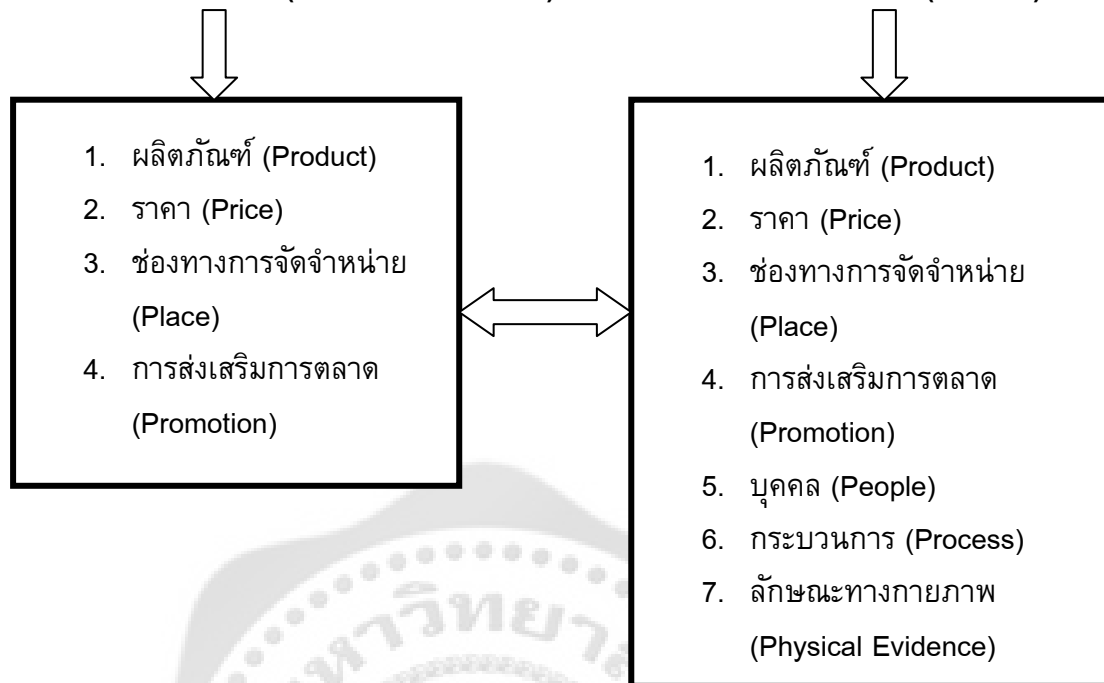 1. ผลิตภัณฑ์ (Product)
2. ราคา (Price)
3. ช่องทางการจัดจำหน่าย
(Place)
4. การส่งเสริมการตลาด
(Promotion)
1. ผลิตภัณฑ์ (Product)
2. ราคา (Price)
3. ช่องทางการจัดจำหน่าย
(Place)
4. การส่งเสริมการตลาด
(Promotion)
5. บุคคล (People)
6. กระบวนการ (Process)
7. ลักษณะทางกายภาพ
(Physical Evidence)